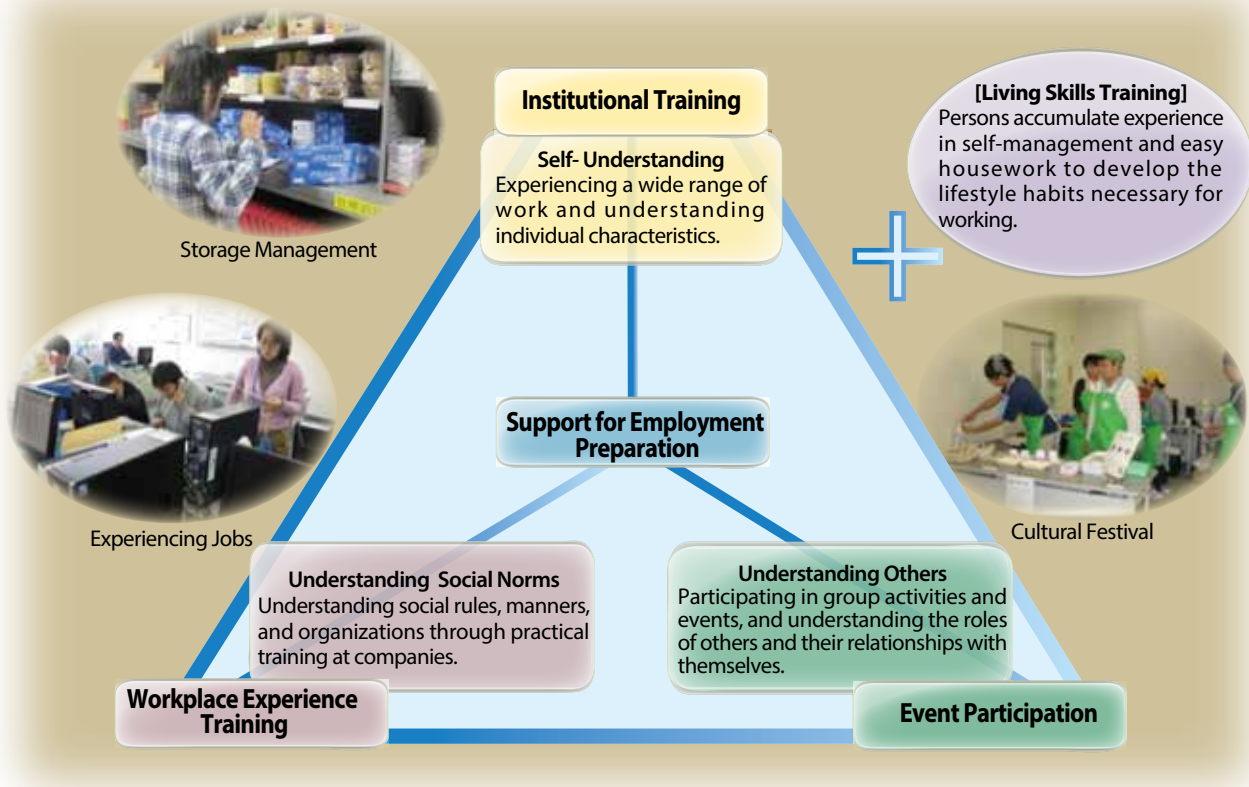 Institutional Training
Self- Understanding
Experiencing a wide range of
work and understanding
individual characteristics.
[Living Skills Training]
Persons accumulate experience
in self-management and easy
housework to develop the
lifestyle habits necessary for
working.
Storage Management
Support for Employment
Preparation
Experiencing Jobs
Cultural Festival
Understanding Social Norms
Understanding social rules, manners,
and organizations through practical
training at companies.
Understanding Others
Participating in group activities and
events, and understanding the roles
of others and their relationships with
themselves.
Workplace Experience
Training
Event Participation